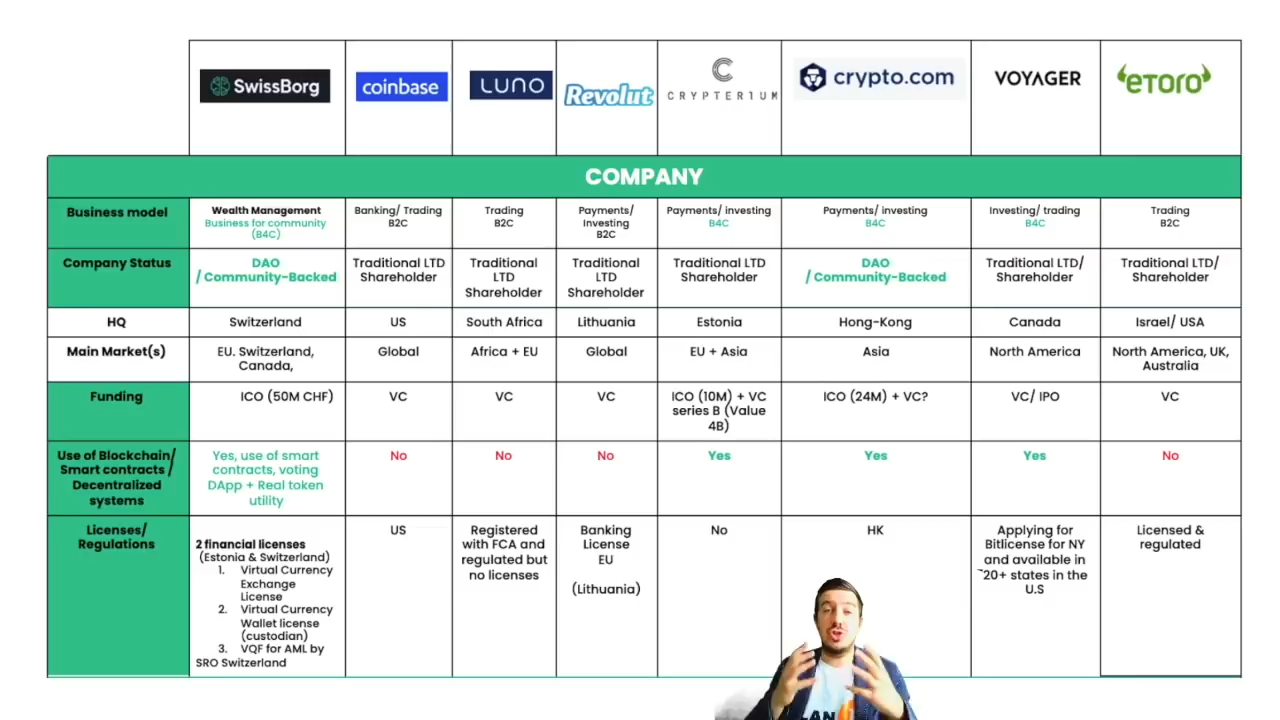 SwissBorg
coinbase
LUNO
Revolut
CRYPTERIUM
crypto.com
VOYAGER
eToro
COMPANY
Business model
Wealth Management
Business for community
(B4C)
Banking/ Trading
B2C
Trading
B2C
Payments/
Investing
B2C
Payments/ investing
B4C
Payments/ investing
B4C
Investing/ trading
B4C
Trading
B2C
Company Status
DAO
/ Community-Backed
Traditional LTD
Shareholder
Traditional
LTD
Shareholder
Traditional
LTD
Shareholder
Traditional LTD
Shareholder
DAO
/ Community-Backed
Traditional LTD/
Shareholder
Traditional LTD/
Shareholder
HQ
Switzerland
US
South Africa
Lithuania
Estonia
Hong-Kong
Canada
Israel/ USA
Main Market(s)
EU. Switzerland,
Canada,
Global
Africa + EU
Global
EU + Asia
Asia
North America
North America, UK,
Australia
Funding
ICO (50M CHF)
VC
VC
VC
ICO (10M) + VC
series B (Value
4B)
ICO (24M) + VC?
VC/ IPO
VC
Use of Blockchain/
Smart contracts /
Decentralized
systems
Yes, use of smart
contracts, voting
DApp + Real token
utility
No
No
No
Yes
Yes
Yes
No
Licenses/
Regulations
2 financial licenses
(Estonia & Switzerland)
1. Virtual Currency
Exchange
License
2. Virtual Currency
Wallet license
(custodian)
3. VQF for AML by
SRO Switzerland
US
Registered
with FCA and
regulated but
no licenses
Banking
License
EU
(Lithuania)
No
HK
Applying for
Bitlicense for NY
and available in
~20+ states in the
U.S
Licensed &
regulated